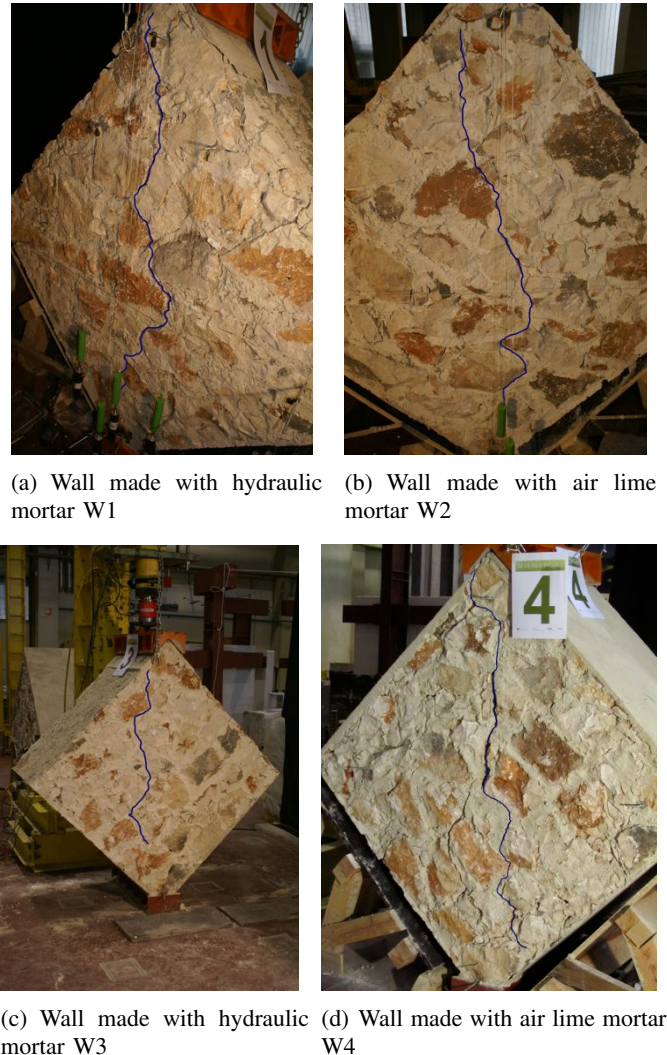 (a) Wall made with hydraulic
mortar W1
(b) Wall made with air lime
mortar W2
4
4
(c) Wall made with hydraulic
mortar W3
(d) Wall made with air lime mortar
W4